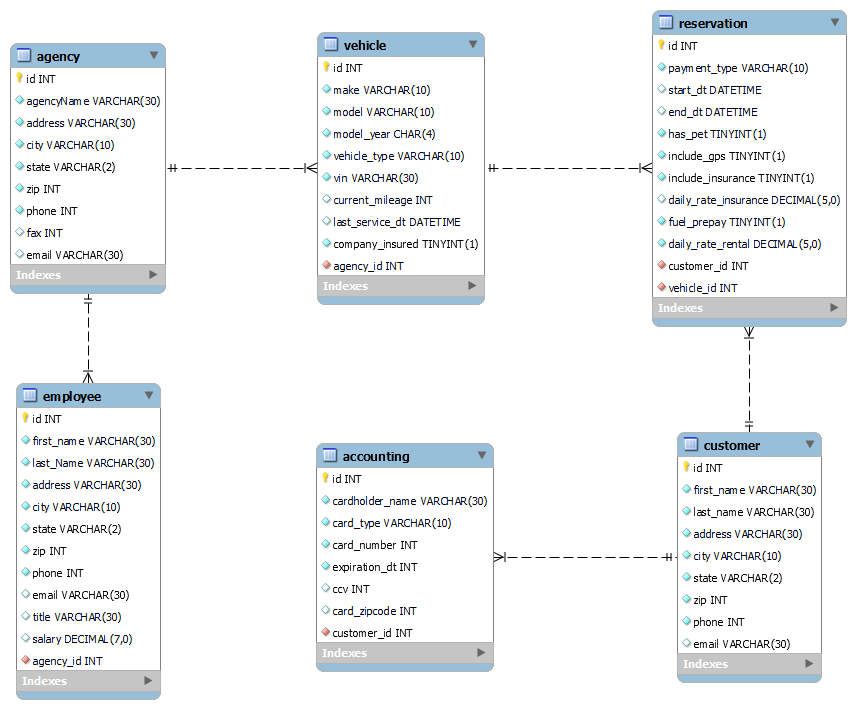 agency
id INT
agencyName VARCHAR(30)
address VARCHAR(30)
city VARCHAR(10)
state VARCHAR(2)
zip INT
phone INT
fax INT
email VARCHAR(30)
Indexes
vehicle
id INT
make VARCHAR(10)
model VARCHAR(10)
model_year CHAR(4)
vehicle_type VARCHAR(10)
vin VARCHAR(30)
current_mileage INT
last_service_dt DATETIME
company_insured TINYINT(1)
agency_id INT
Indexes
reservation
id INT
payment_type VARCHAR(10)
start_dt DATETIME
end_dt DATETIME
has_pet TINYINT(1)
include_gps TINYINT(1)
include_insurance TINYINT(1)
daily_rate_insurance DECIMAL(5,0)
fuel_prepay TINYINT(1)
daily_rate_rental DECIMAL(5,0)
customer_id INT
vehicle_id INT
Indexes
employee
id INT
first_name VARCHAR(30)
last_Name VARCHAR(30)
address VARCHAR(30)
city VARCHAR(10)
state VARCHAR(2)
zip INT
phone INT
email VARCHAR(30)
title VARCHAR(30)
salary DECIMAL(7,0)
agency_id INT
Indexes
accounting
id INT
cardholder_name VARCHAR(30)
card_type VARCHAR(10)
card_number INT
expiration_dt INT
ccv INT
card_zipcode INT
customer_id INT
Indexes
customer
id INT
first_name VARCHAR(30)
last_name VARCHAR(30)
address VARCHAR(30)
city VARCHAR(10)
state VARCHAR(2)
zip INT
phone INT
email VARCHAR(30)
Indexes